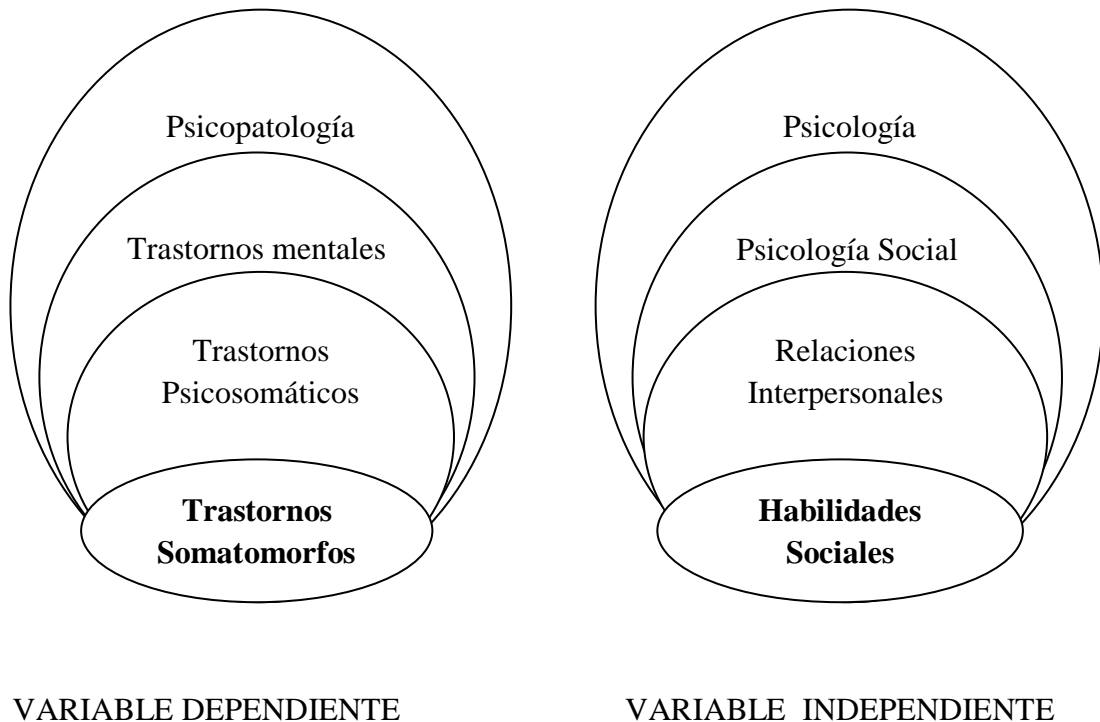 Psicopatología
Trastornos mentales
Trastornos
Psicosomáticos
Trastornos
Somatomorfos
VARIABLE DEPENDIENTE
Psicología
Psicología Social
Relaciones
Interpersonales
Habilidades
Sociales
VARIABLE INDEPENDIENTE